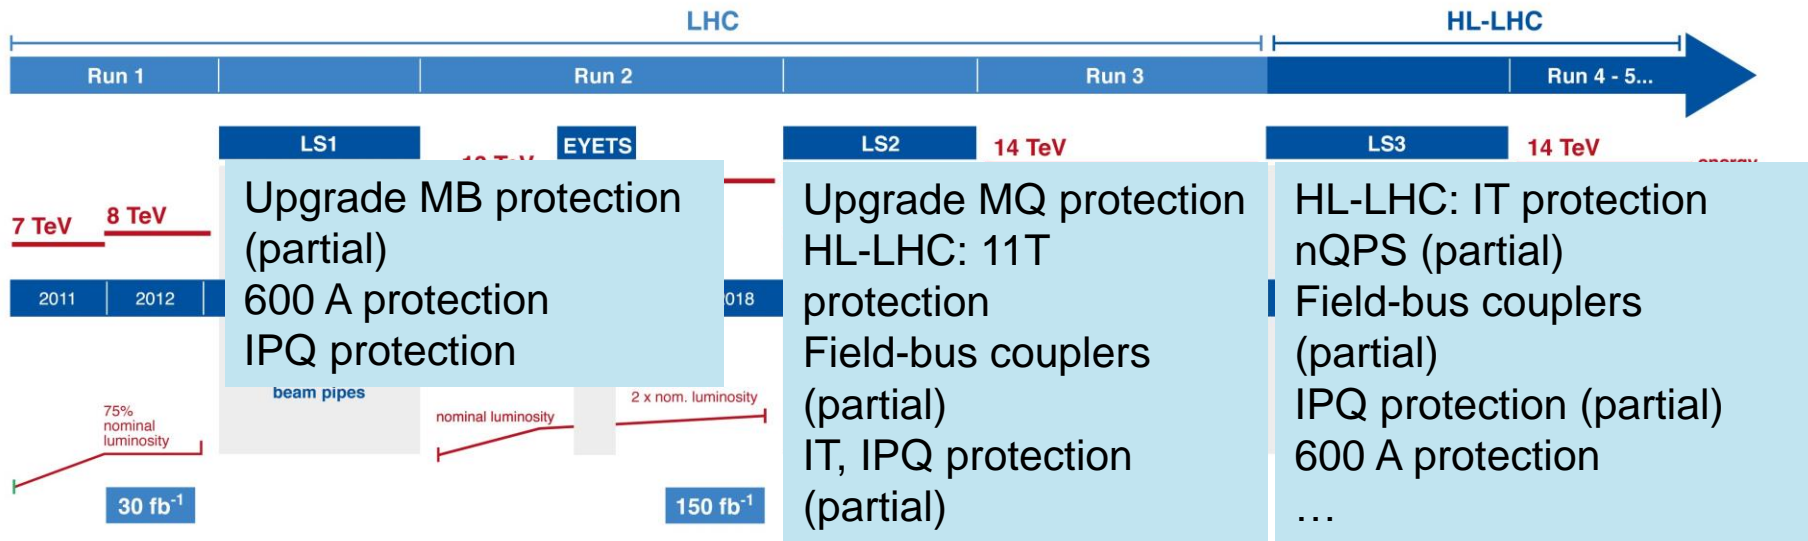 LHC
HL-LHC
Run 1
Run 2
Run 3
Run 4 - 5...
LS1
EYETS
LS2
14 TeV
LS3
14 TeV
7 TeV
8 TeV
Upgrade MB protection
(partial)
600 A protection
IPQ protection
Upgrade MQ protection
HL-LHC: 11T
protection
Field-bus couplers
(partial)
IT, IPQ protection
(partial)
HL-LHC: IT protection
nQPS (partial)
Field-bus couplers
(partial)
IPQ protection (partial)
600 A protection
…
2011
2012
beam pipes
75%
nominal
luminosity
nominal luminosity
2 x nom. luminosity
30 fb⁻¹
150 fb⁻¹